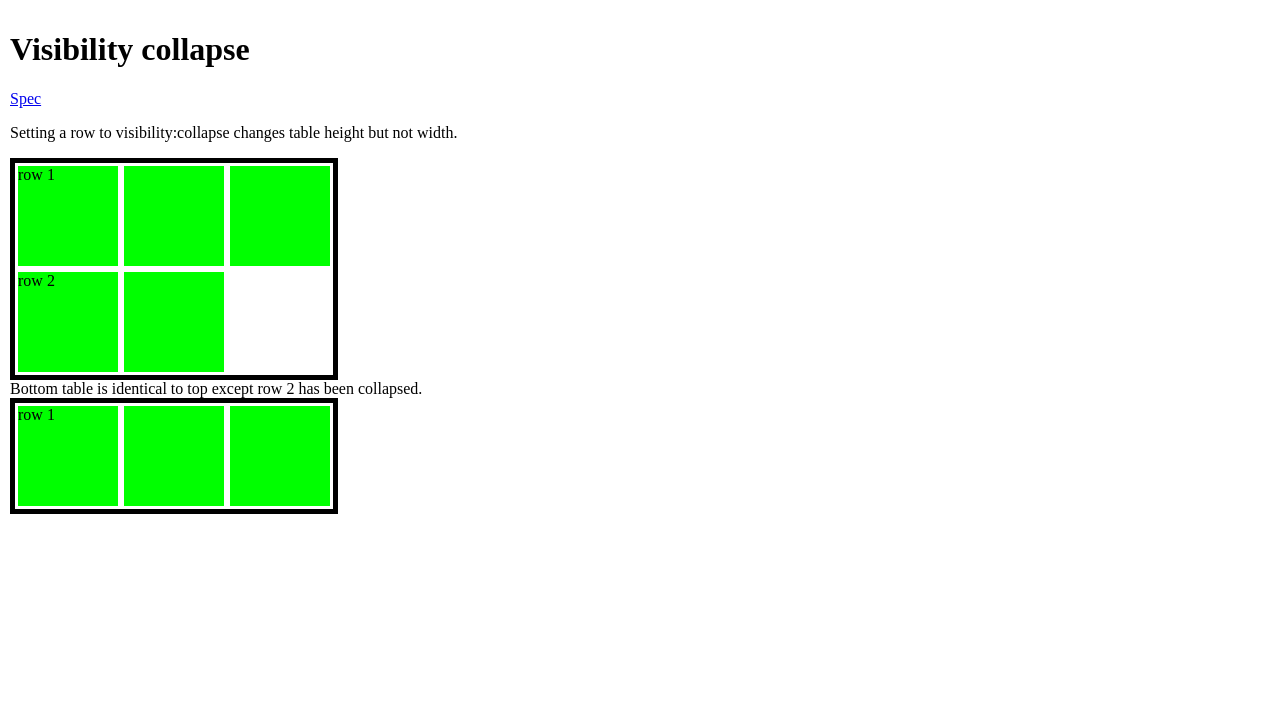 Visibility collapse
Spec
Setting a row to visibility:collapse changes table height but not width.
row 1
row 2
Bottom table is identical to top except row 2 has been collapsed.
row 1